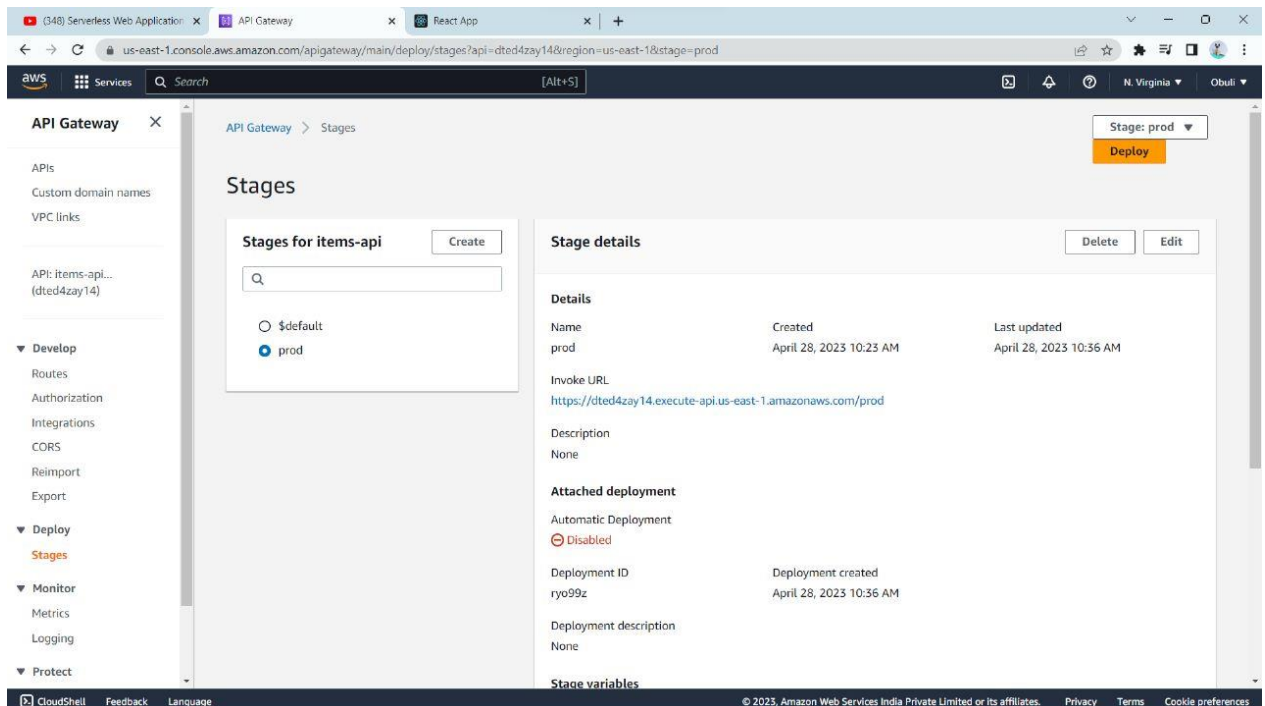 (348) Serverless Web Application
API Gateway
React App
us-east-1.console.aws.amazon.com/apigateway/main/deploy/stages?api=dted4zay14&region=us-east-1&stage=prod
aws
Services
Search
[Alt+S]
N. Virginia
Obuli
API Gateway
APIs
Custom domain names
VPC links
API: items-api...
(dted4zay14)
Develop
Routes
Authorization
Integrations
CORS
Reimport
Export
Deploy
Stages
Monitor
Metrics
Logging
Protect
API Gateway > Stages
Stage: prod
Deploy
Stages
Stages for items-api
Create
$default
prod
Stage details
Delete
Edit
Details
Name
Created
Last updated
prod
April 28, 2023 10:23 AM
April 28, 2023 10:36 AM
Invoke URL
https://dted4zay14.execute-api.us-east-1.amazonaws.com/prod
Description
None
Attached deployment
Automatic Deployment
Disabled
Deployment ID
Deployment created
ryo99z
April 28, 2023 10:36 AM
Deployment description
None
Stage variables
CloudShell
Feedback
Language
© 2023, Amazon Web Services India Private Limited or its affiliates.
Privacy
Terms
Cookie preferences